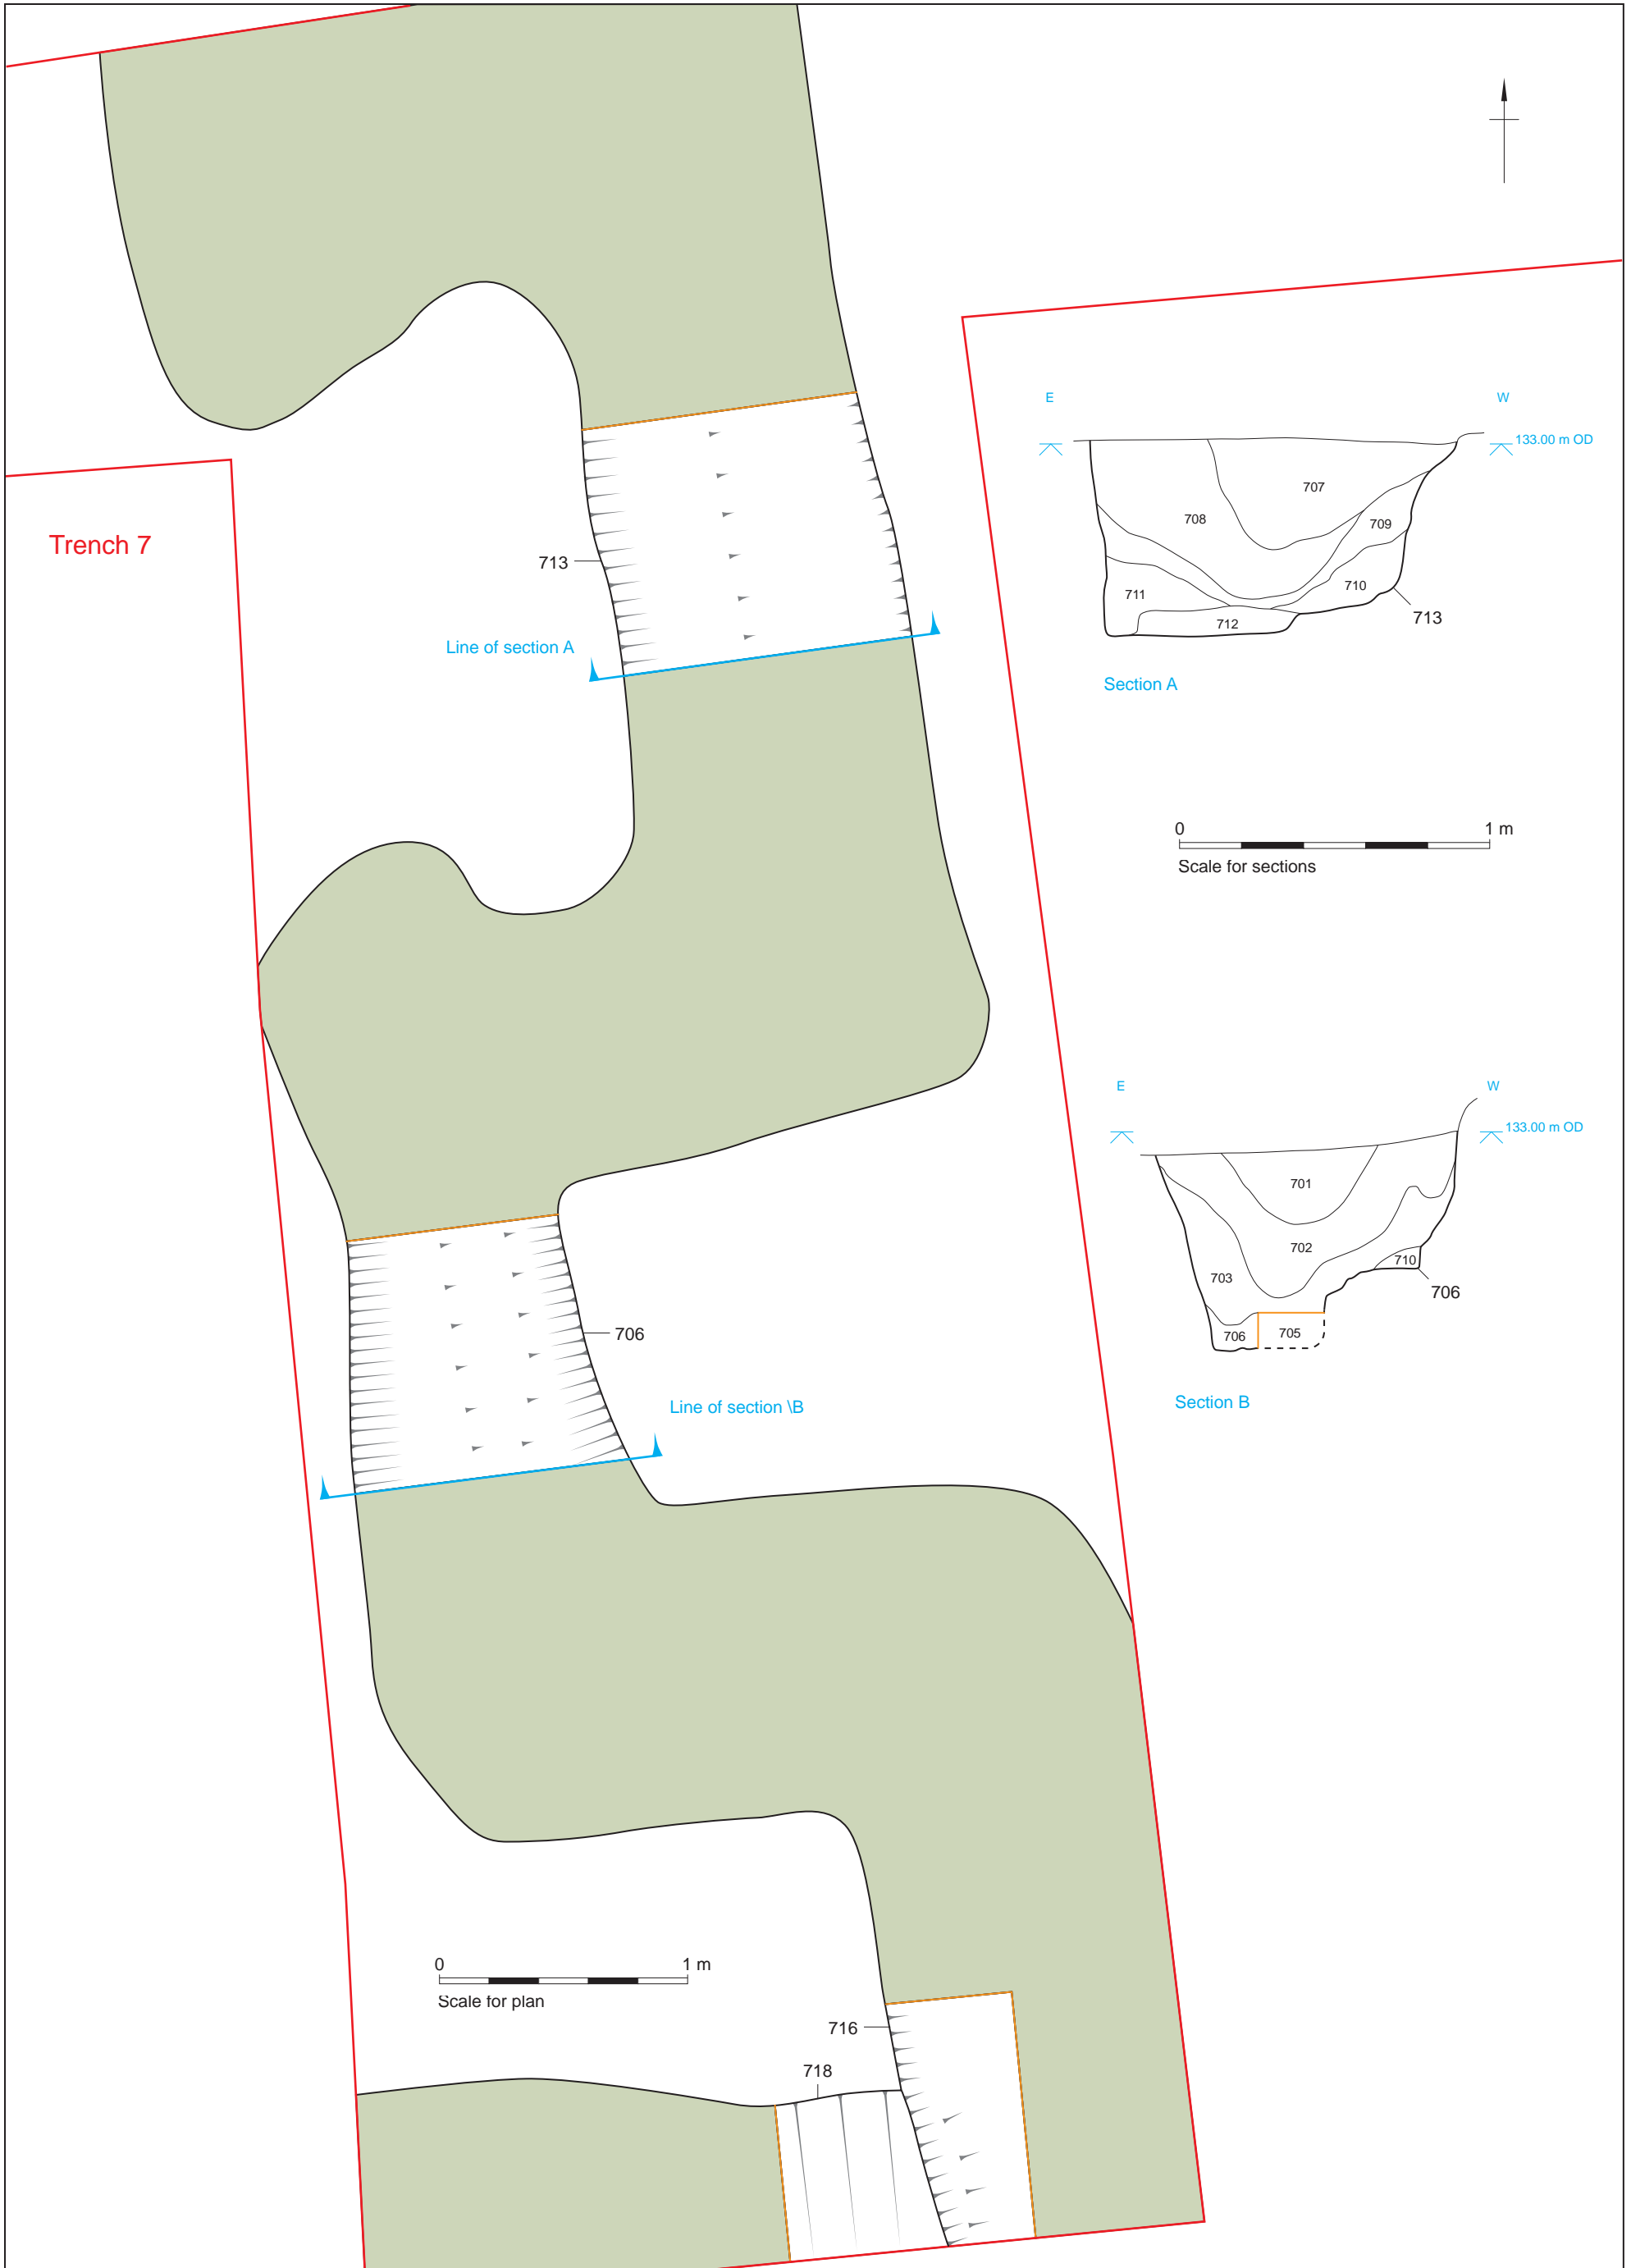 E W
133.00 m OD
707
708
709
Trench 7
713
710
711
713
712
Line of section A
Section A
0 1 m
Scale for sections
E W
133.00 m OD
701
702
710
703
706
706
705
706
Line of section \B
Section B
0 1 m
Scale for plan
716
718